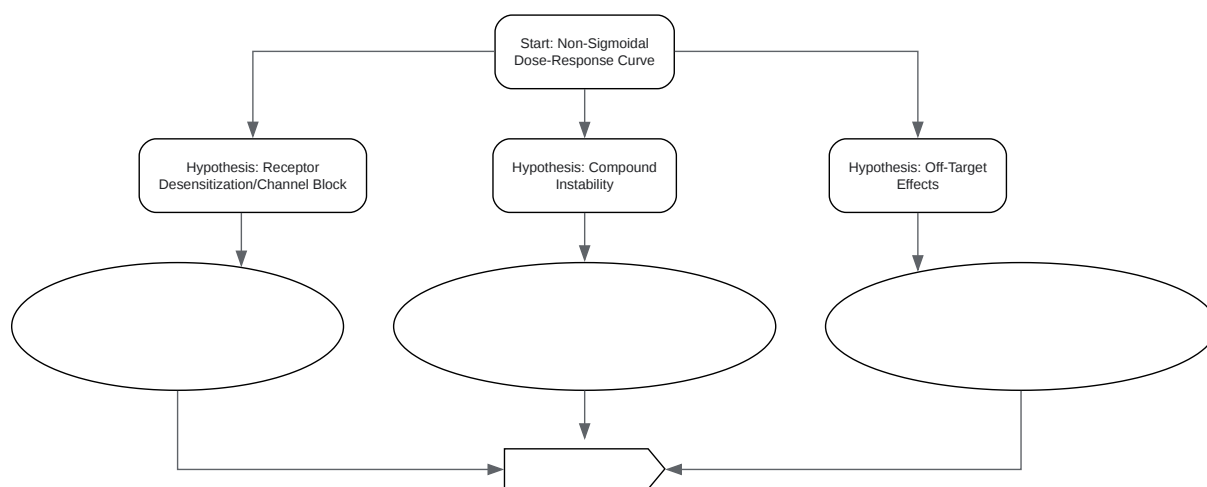 Start: Non-Sigmoidal
Dose-Response Curve
Hypothesis: Receptor
Desensitization/Channel Block
Hypothesis: Compound
Instability
Hypothesis: Off-Target
Effects